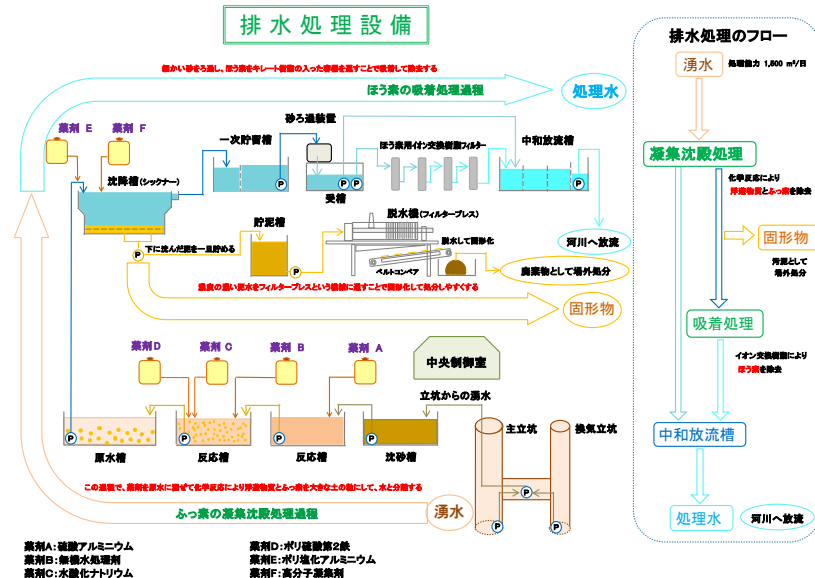 排水処理設備
細かい砂をろ過し、ほう素をキレート樹脂の入った容器を通すことで吸着して除去する
ほう素の吸着処理過程
処理水
薬剤 E
薬剤 F
沈降槽(シックナー)
一次貯留槽
砂ろ過装置
受槽
ほう素用イオン交換樹脂フィルター
中和放流槽
P
P
P
河川へ放流
下に沈んだ泥を一旦貯める
P
貯泥槽
P
脱水機(フィルタープレス)
脱水して固形化
ベルトコンベア
廃棄物として場外処分
濃度の濃い泥水をフィルタープレスという機械に通すことで固形化して処分しやすくする
固形物
薬剤D
薬剤 C
薬剤 B
薬剤 A
中央制御室
立坑からの湧水
P
原水槽
P
反応槽
P
反応槽
P
沈砂槽
主立坑
換気立坑
P
P
P
この過程で、薬剤を原水に混ぜて化学反応により浮遊物質とふっ素を大きな土の粒にして、水と分離する
ふっ素の凝集沈殿処理過程
湧水
薬剤A:硫酸アルミニウム
薬剤B:無機水処理剤
薬剤C:水酸化ナトリウム
薬剤D:ポリ硫酸第2鉄
薬剤E:ポリ塩化アルミニウム
薬剤F:高分子凝集剤
排水処理のフロー
湧水
処理能力 1,500 m³/日
凝集沈殿処理
化学反応により
浮遊物質とふっ素を除去
固形物
汚泥として
場外処分
吸着処理
イオン交換樹脂により
ほう素を除去
中和放流槽
処理水
河川へ放流